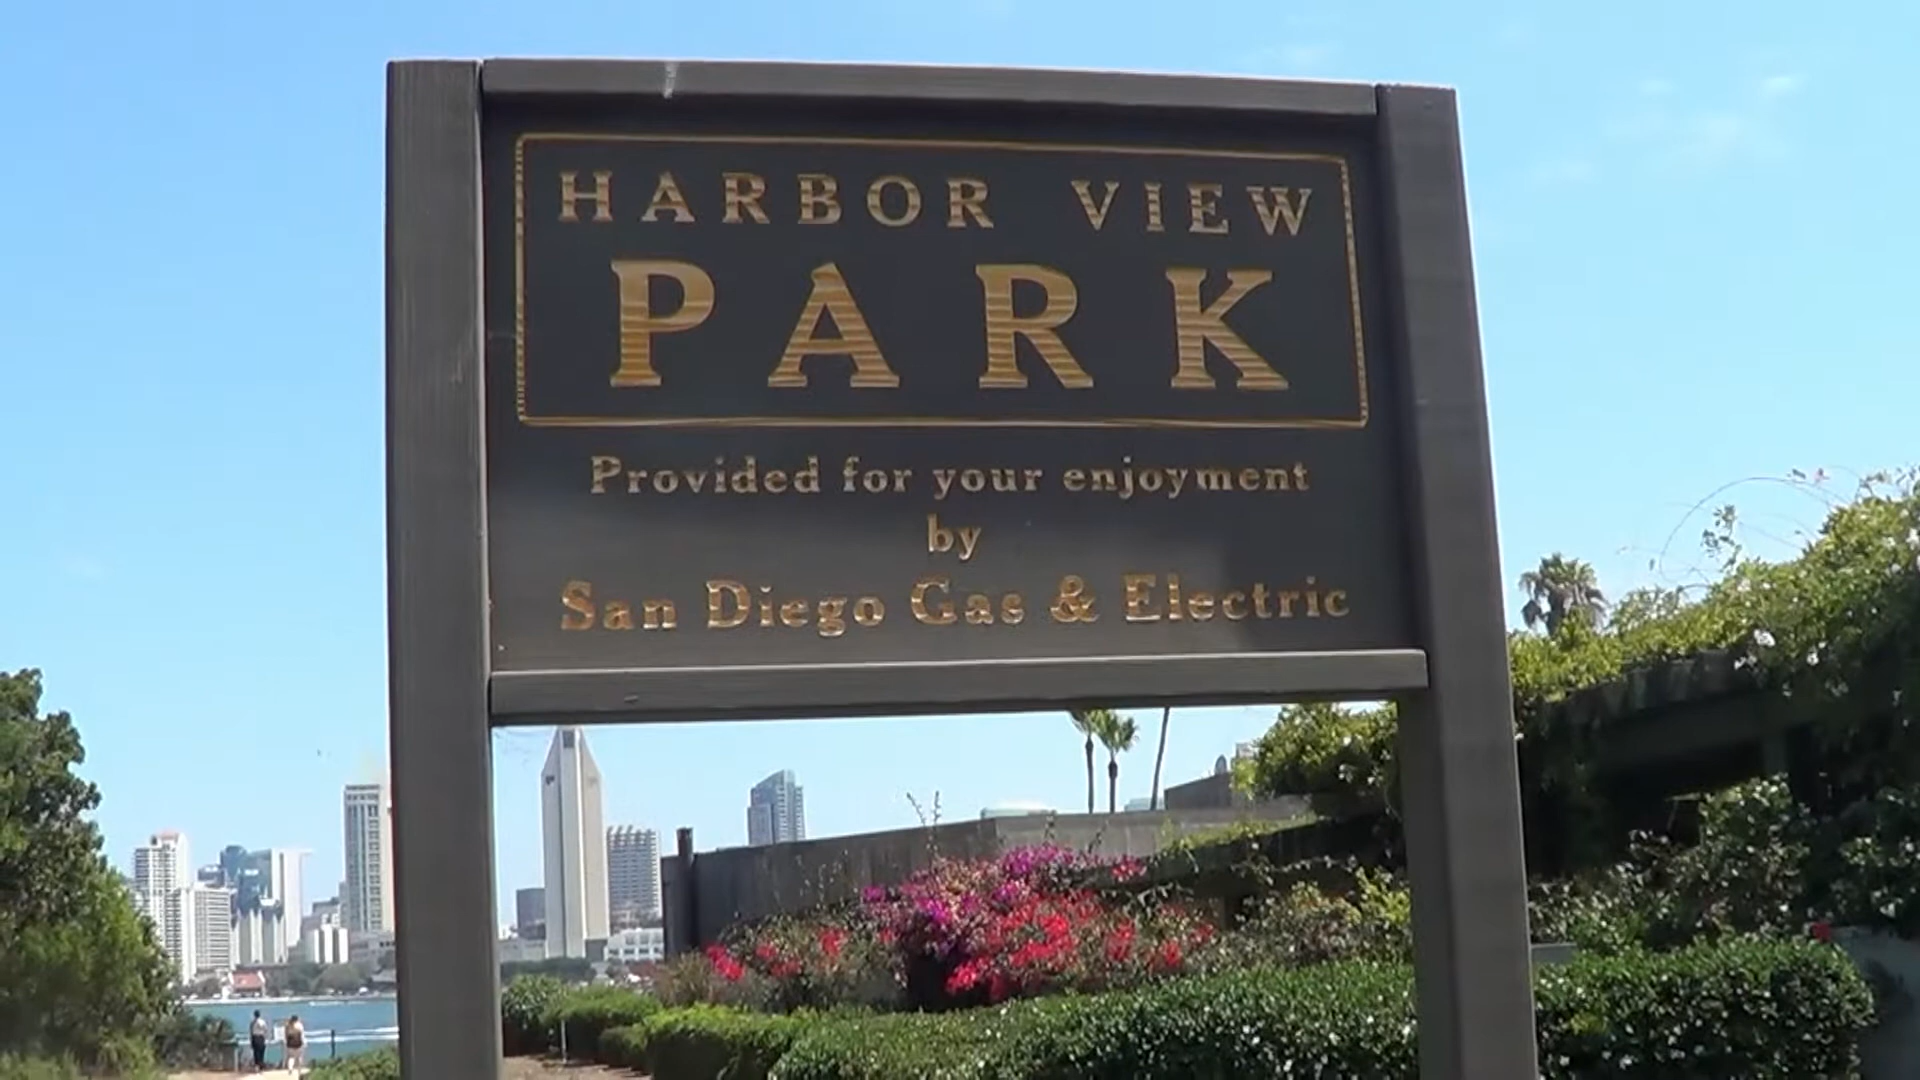 HARBOR VIEW
PARK
Provided for your enjoyment
by
San Diego Gas & Electric